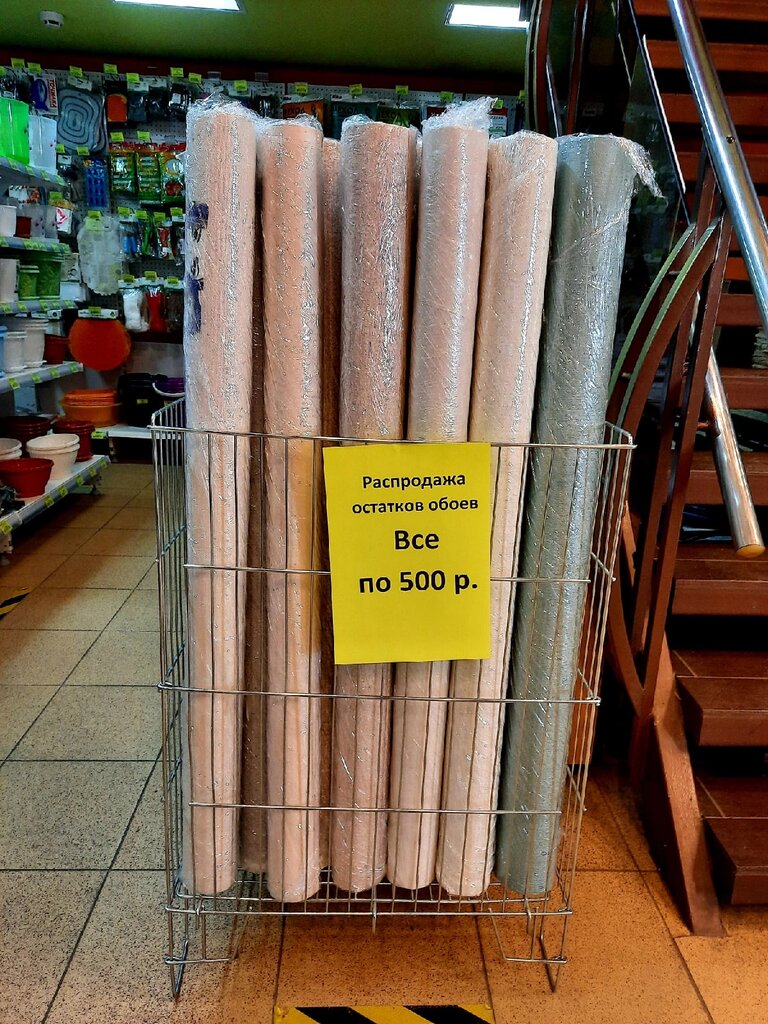 Распродажа
остатков обоев
Все
по 500 р.